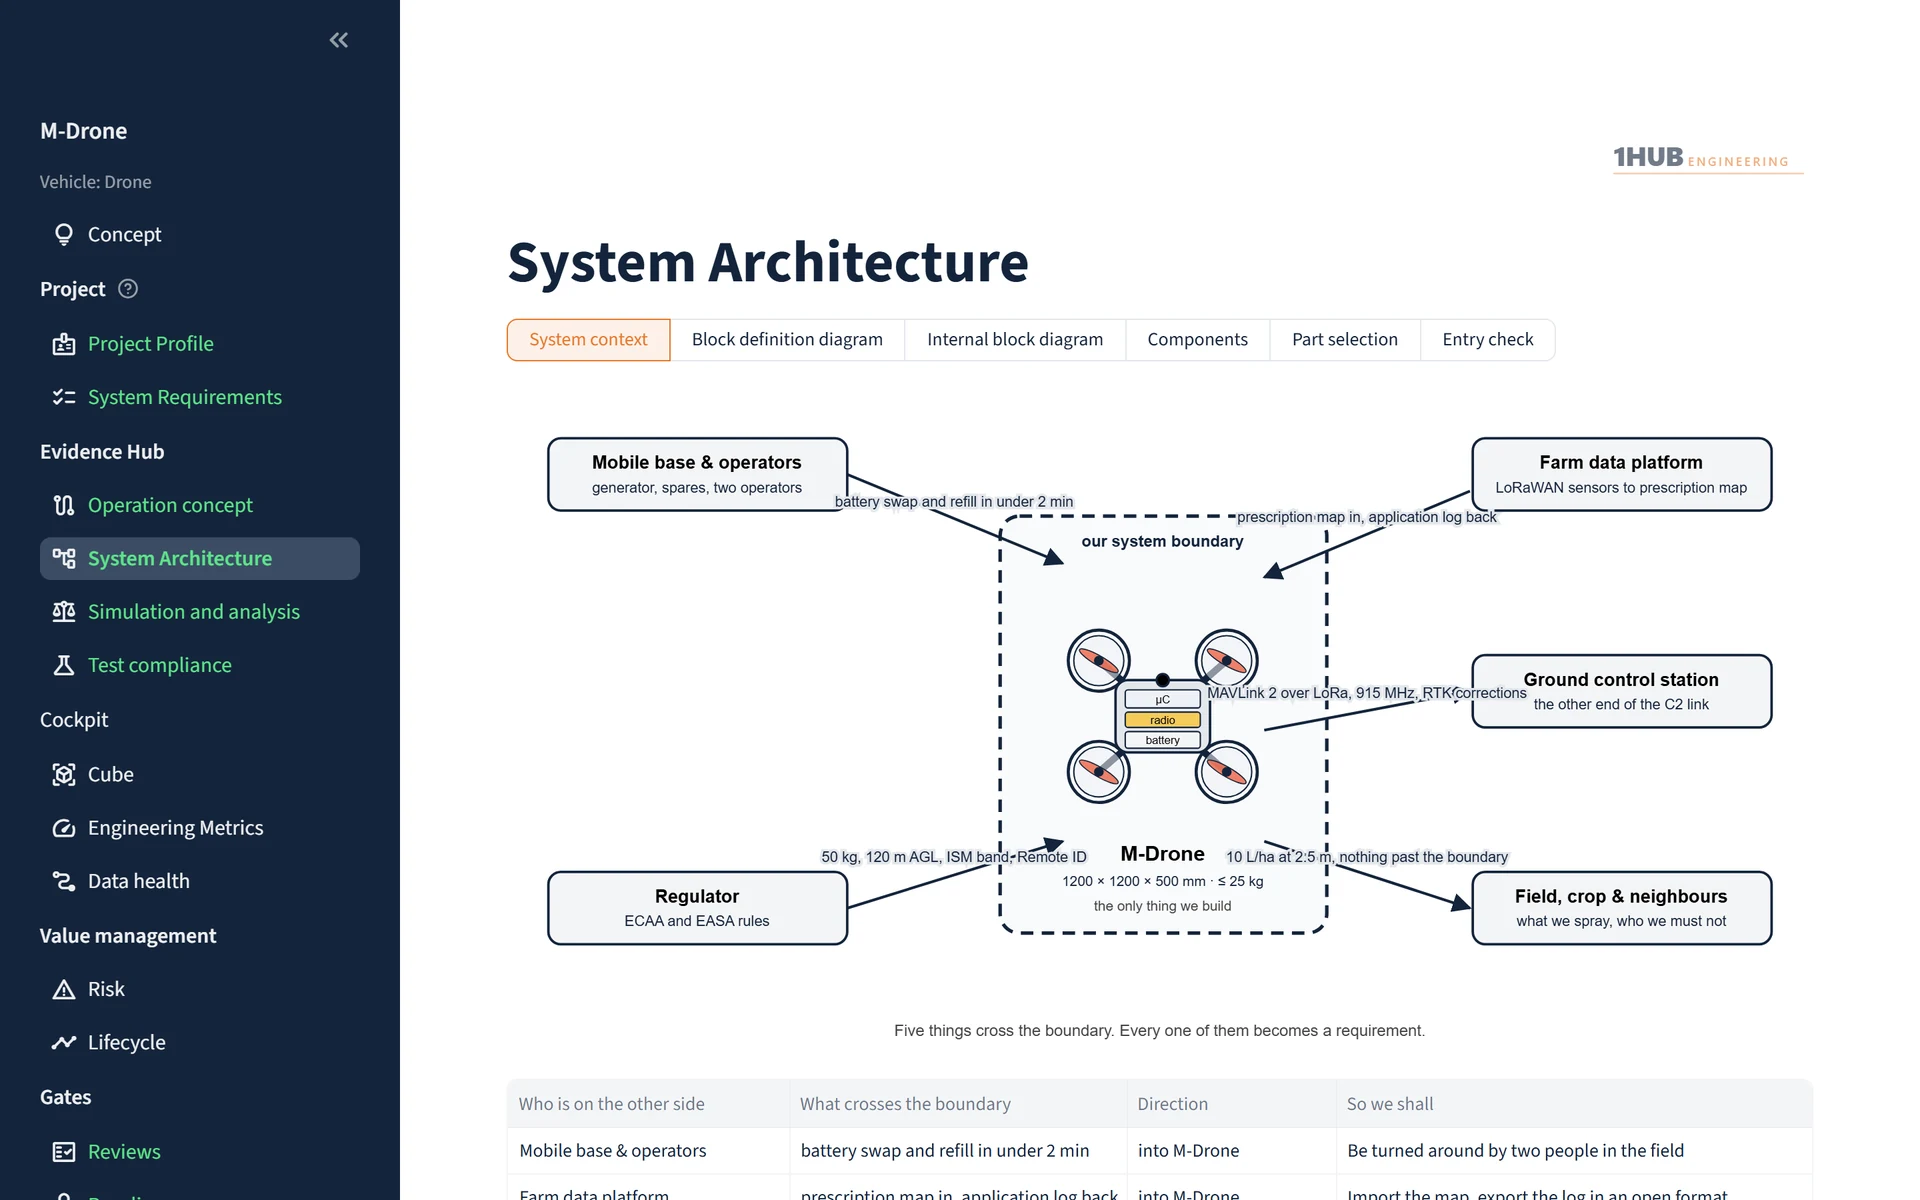 M-Drone
Vehicle: Drone
Concept
Project
Project Profile
System Requirements
Evidence Hub
Operation concept
System Architecture
Simulation and analysis
Test compliance
Cockpit
Cube
Engineering Metrics
Data health
Value management
Risk
Lifecycle
Gates
Reviews
1HUB ENGINEERING
System Architecture
System context
Block definition diagram
Internal block diagram
Components
Part selection
Entry check
Mobile base & operators
generator, spares, two operators
Farm data platform
LoRaWAN sensors to prescription map
battery swap and refill in under 2 min
prescription map in, application log back
our system boundary
Ground control station
the other end of the C2 link
MAVLink 2 over LoRa, 915 MHz, RTK corrections
µC
radio
battery
50 kg, 120 m AGL, ISM band, Remote ID
M-Drone
10 L/ha at 2.5 m, nothing past the boundary
1200 × 1200 × 500 mm · ≤ 25 kg
the only thing we build
Regulator
ECAA and EASA rules
Field, crop & neighbours
what we spray, who we must not
Five things cross the boundary. Every one of them becomes a requirement.
Who is on the other side
What crosses the boundary
Direction
So we shall
Mobile base & operators
battery swap and refill in under 2 min
into M-Drone
Be turned around by two people in the field
Farm data platform
prescription map in, application log back
into M-Drone
Import the map, export the log in an open format